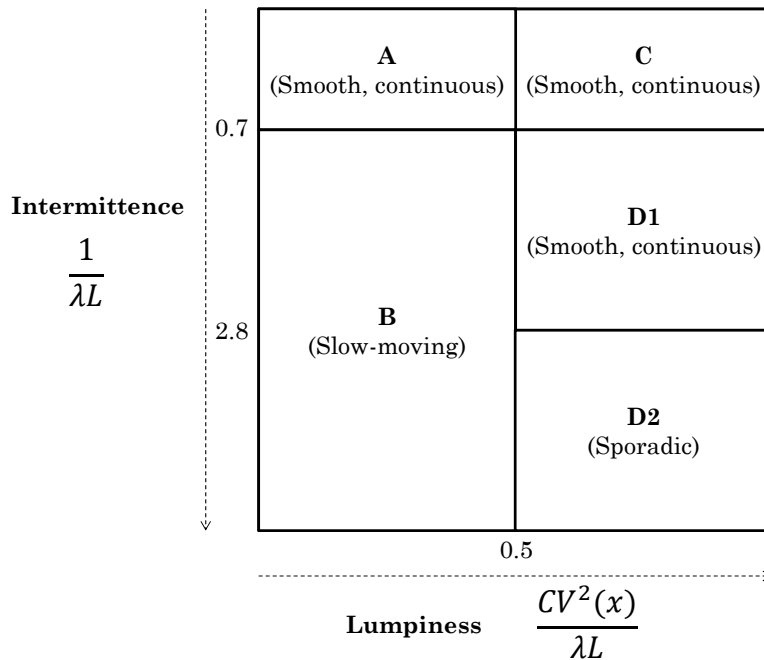 A
(Smooth, continuous)
C
(Smooth, continuous)
0.7
Intermittence
1
λL
D1
(Smooth, continuous)
B
(Slow-moving)
2.8
D2
(Sporadic)
0.5
Lumpiness
CV²(x)
λL